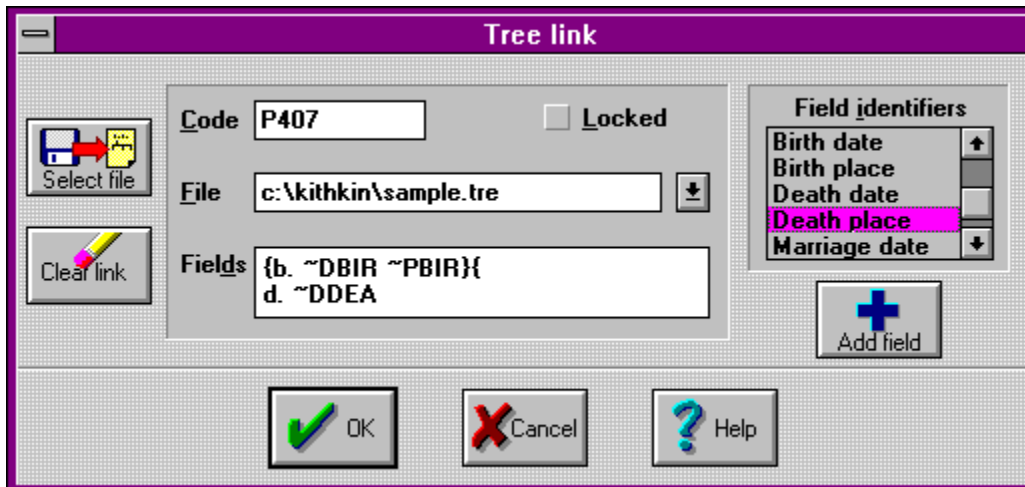 Tree link
Select file
Clear link
Code P407
Locked
File c:\kithkin\sample.tre
Fields {b. ~DBIR ~PBIR}{
d. ~DDEA
Field identifiers
Birth date
Birth place
Death date
Death place
Marriage date
Add field
OK
Cancel
Help